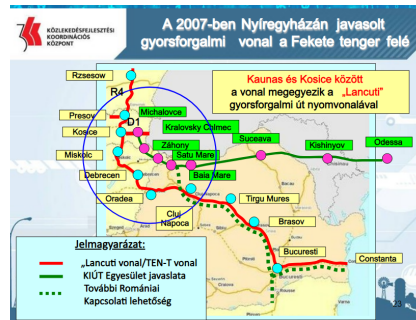 KÖZLEKEDÉSFEJLESZTÉSI
KOORDINÁCIÓS
KÖZPONT
A 2007-ben Nyíregyházán javasolt
gyorsforgalmi vonal a Fekete tenger felé
Kaunas és Kosice között
a vonal megegyezik a „Lancuti”
gyorsforgalmi út nyomvonalával
Rzsesow
R4
Presov
Michalovce
D1
Kosice
Kralovsky Colmec
Suceava
Kishinyov
Odessa
Záhony
Miskolc
Satu Mare
Debrecen
Baia Mare
Oradea
Tirgu Mures
Cluj
Napoca
Brasov
Bucuresti
Constanta
Jelmagyarázat:
„Lancuti vonal/TEN-T vonal
KIÚT Egyesület javaslata
További Romániai
Kapcsolati lehetőség
23